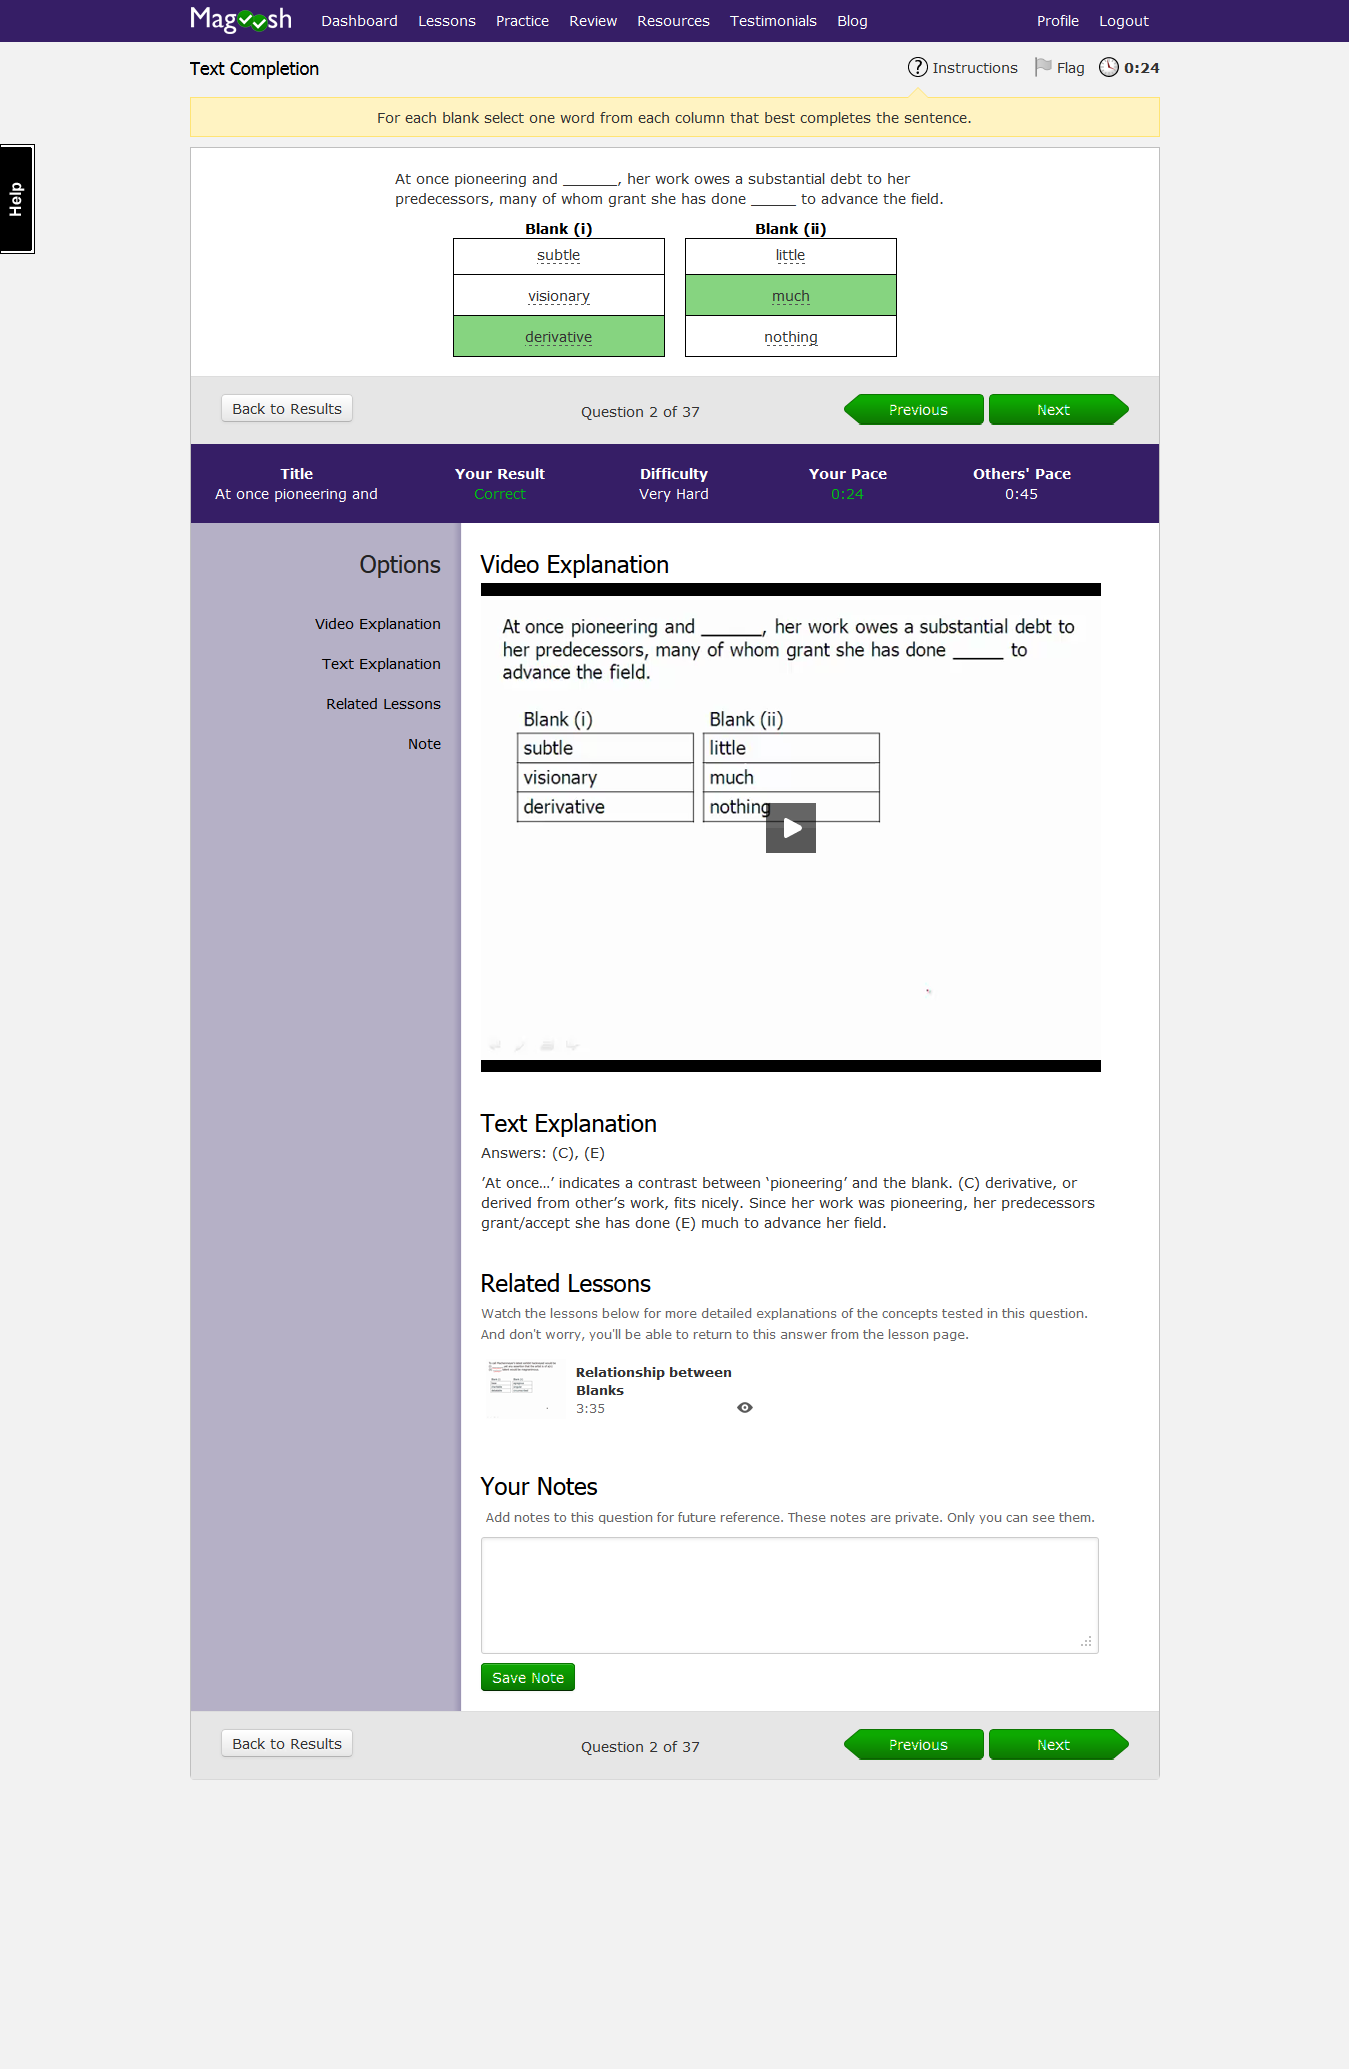 Magoosh Dashboard Lessons Practice Review Resources Testimonials Blog Profile Logout
Text Completion ? Instructions Flag 0:24
For each blank select one word from each column that best completes the sentence.
Help
At once pioneering and _______, her work owes a substantial debt to her
predecessors, many of whom grant she has done ______ to advance the field.
Blank (i) Blank (ii)
subtle little
visionary much
derivative nothing
Back to Results Question 2 of 37 Previous Next
Title Your Result Difficulty Your Pace Others' Pace
At once pioneering and Correct Very Hard 0:24 0:45
Options
Video Explanation
Text Explanation
Related Lessons
Note
Video Explanation
At once pioneering and ______, her work owes a substantial debt to
her predecessors, many of whom grant she has done _____ to
advance the field.
Blank (i) Blank (ii)
subtle little
visionary much
derivative nothing
Text Explanation
Answers: (C), (E)
’At once…’ indicates a contrast between ‘pioneering’ and the blank. (C) derivative, or
derived from other’s work, fits nicely. Since her work was pioneering, her predecessors
grant/accept she has done (E) much to advance her field.
Related Lessons
Watch the lessons below for more detailed explanations of the concepts tested in this question.
And don't worry, you'll be able to return to this answer from the lesson page.
Relationship between
Blanks
3:35
Your Notes
Add notes to this question for future reference. These notes are private. Only you can see them.
Save Note
Back to Results Question 2 of 37 Previous Next